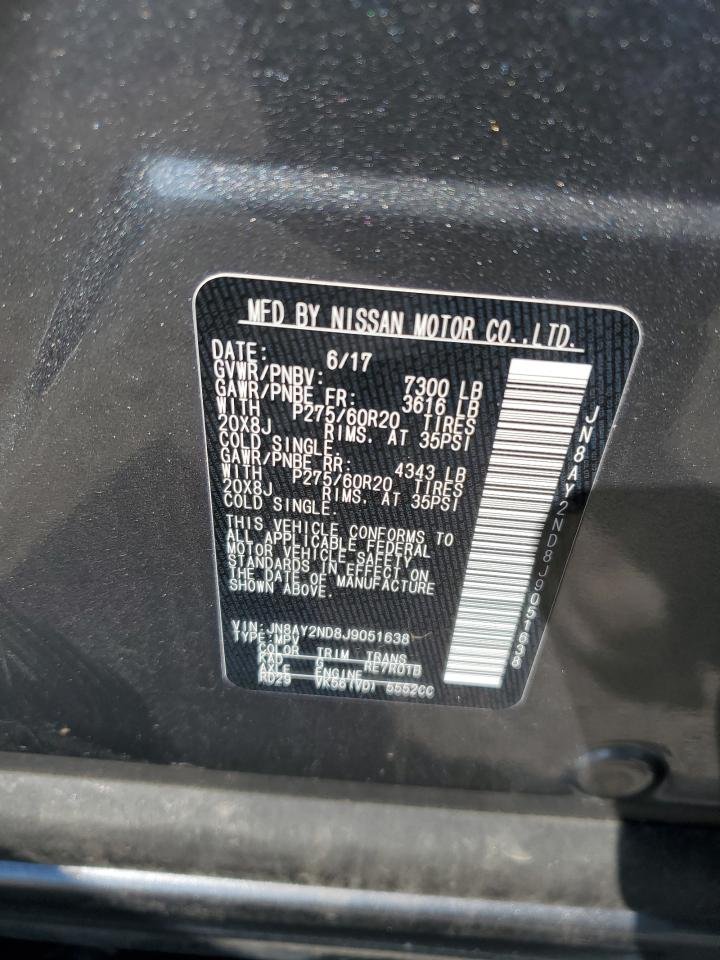 MFD BY NISSAN MOTOR CO.,LTD.
DATE: 6/17
GVWR/PNBV: 7300 LB
GAWR/PNBE FR: 3616 LB
WITH P275/60R20 TIRES
20X8J RIMS. AT 35PSI
COLD SINGLE.
GAWR/PNBE RR: 4343 LB
WITH P275/60R20 TIRES
20X8J RIMS. AT 35PSI
COLD SINGLE.
THIS VEHICLE CONFORMS TO
ALL APPLICABLE FEDERAL
MOTOR VEHICLE SAFETY
STANDARDS IN EFFECT ON
THE DATE OF MANUFACTURE
SHOWN ABOVE.
VIN:JN8AY2ND8J9051638
TYPE:MPV
COLOR TRIM TRANS
KAD G RE7R01B
AXLE ENGINE
RD29 VK56(VD) 5552CC
JN8AY2ND8J9051638